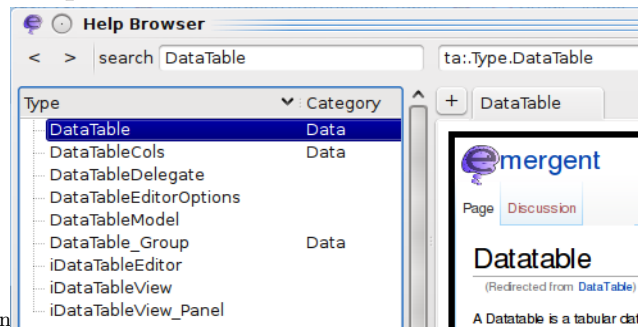 Help Browser
< > search DataTable ta:.Type.DataTable
Type Category
+ DataTable
DataTable Data
DataTableCols Data
DataTableDelegate
DataTableEditorOptions
DataTableModel
DataTable_Group Data
iDataTableEditor
iDataTableView
iDataTableView_Panel
n
emergent
Page Discussion
Datatable
(Redirected from DataTable)
A Datatable is a tabular dat